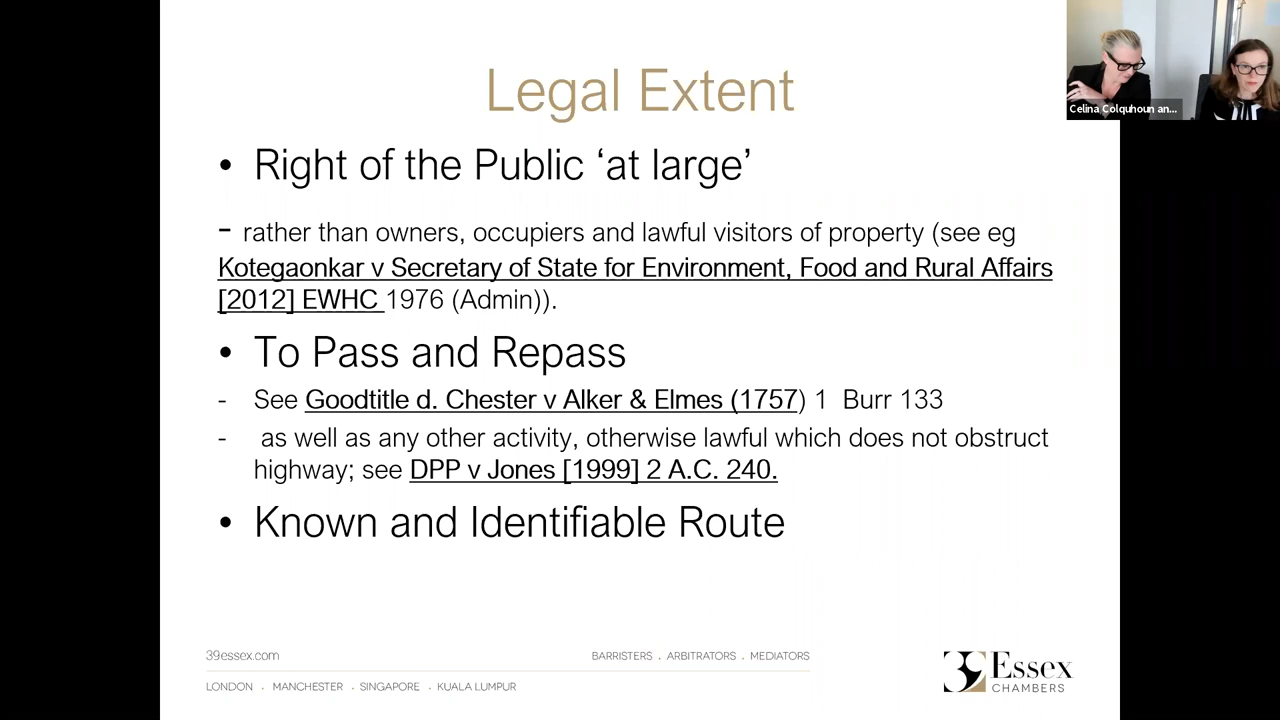 Legal Extent
Celina Colquhoun an...
• Right of the Public ‘at large’
- rather than owners, occupiers and lawful visitors of property (see eg
Kotegaonkar v Secretary of State for Environment, Food and Rural Affairs
[2012] EWHC 1976 (Admin)).
• To Pass and Repass
- See Goodtitle d. Chester v Alker & Elmes (1757) 1 Burr 133
- as well as any other activity, otherwise lawful which does not obstruct
highway; see DPP v Jones [1999] 2 A.C. 240.
• Known and Identifiable Route
39essex.com
BARRISTERS . ARBITRATORS . MEDIATORS
LONDON . MANCHESTER . SINGAPORE . KUALA LUMPUR
39 Essex
CHAMBERS